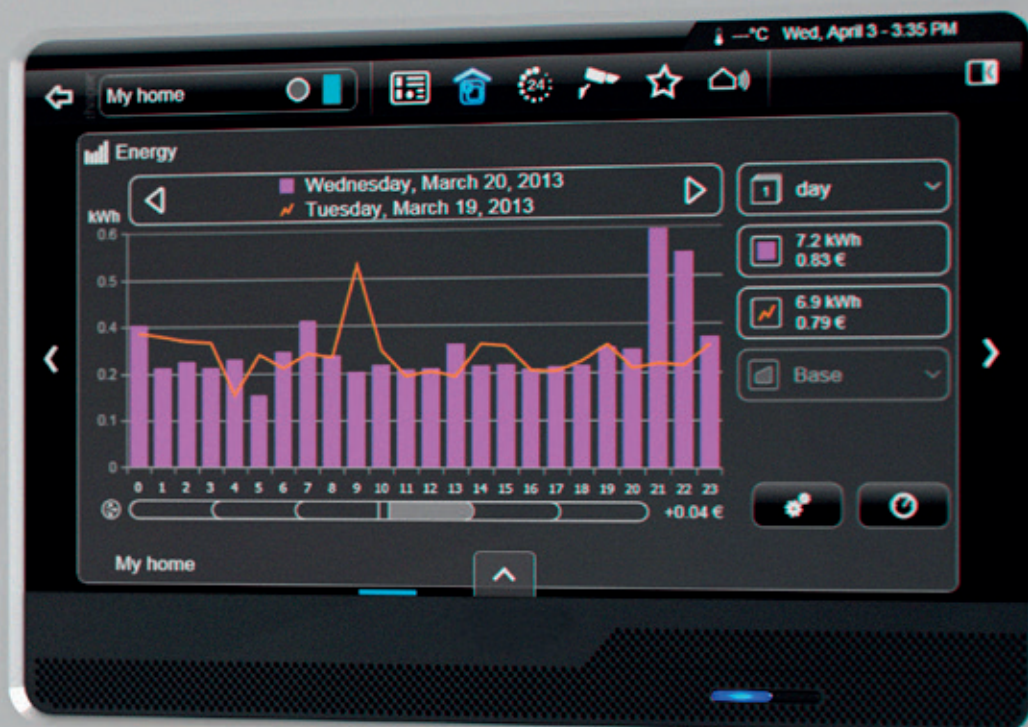 —°C Wed, April 3 - 3:35 PM
My home
24
Energy
Wednesday, March 20, 2013
Tuesday, March 19, 2013
1 day
kWh
0.6
0.5
0.4
0.2
0.1
0
7.2 kWh
0.83 €
6.9 kWh
0.79 €
Base
0 1 2 3 4 5 6 7 8 9 10 11 12 13 14 15 16 17 18 19 20 21 22 23
+0.04 €
My home